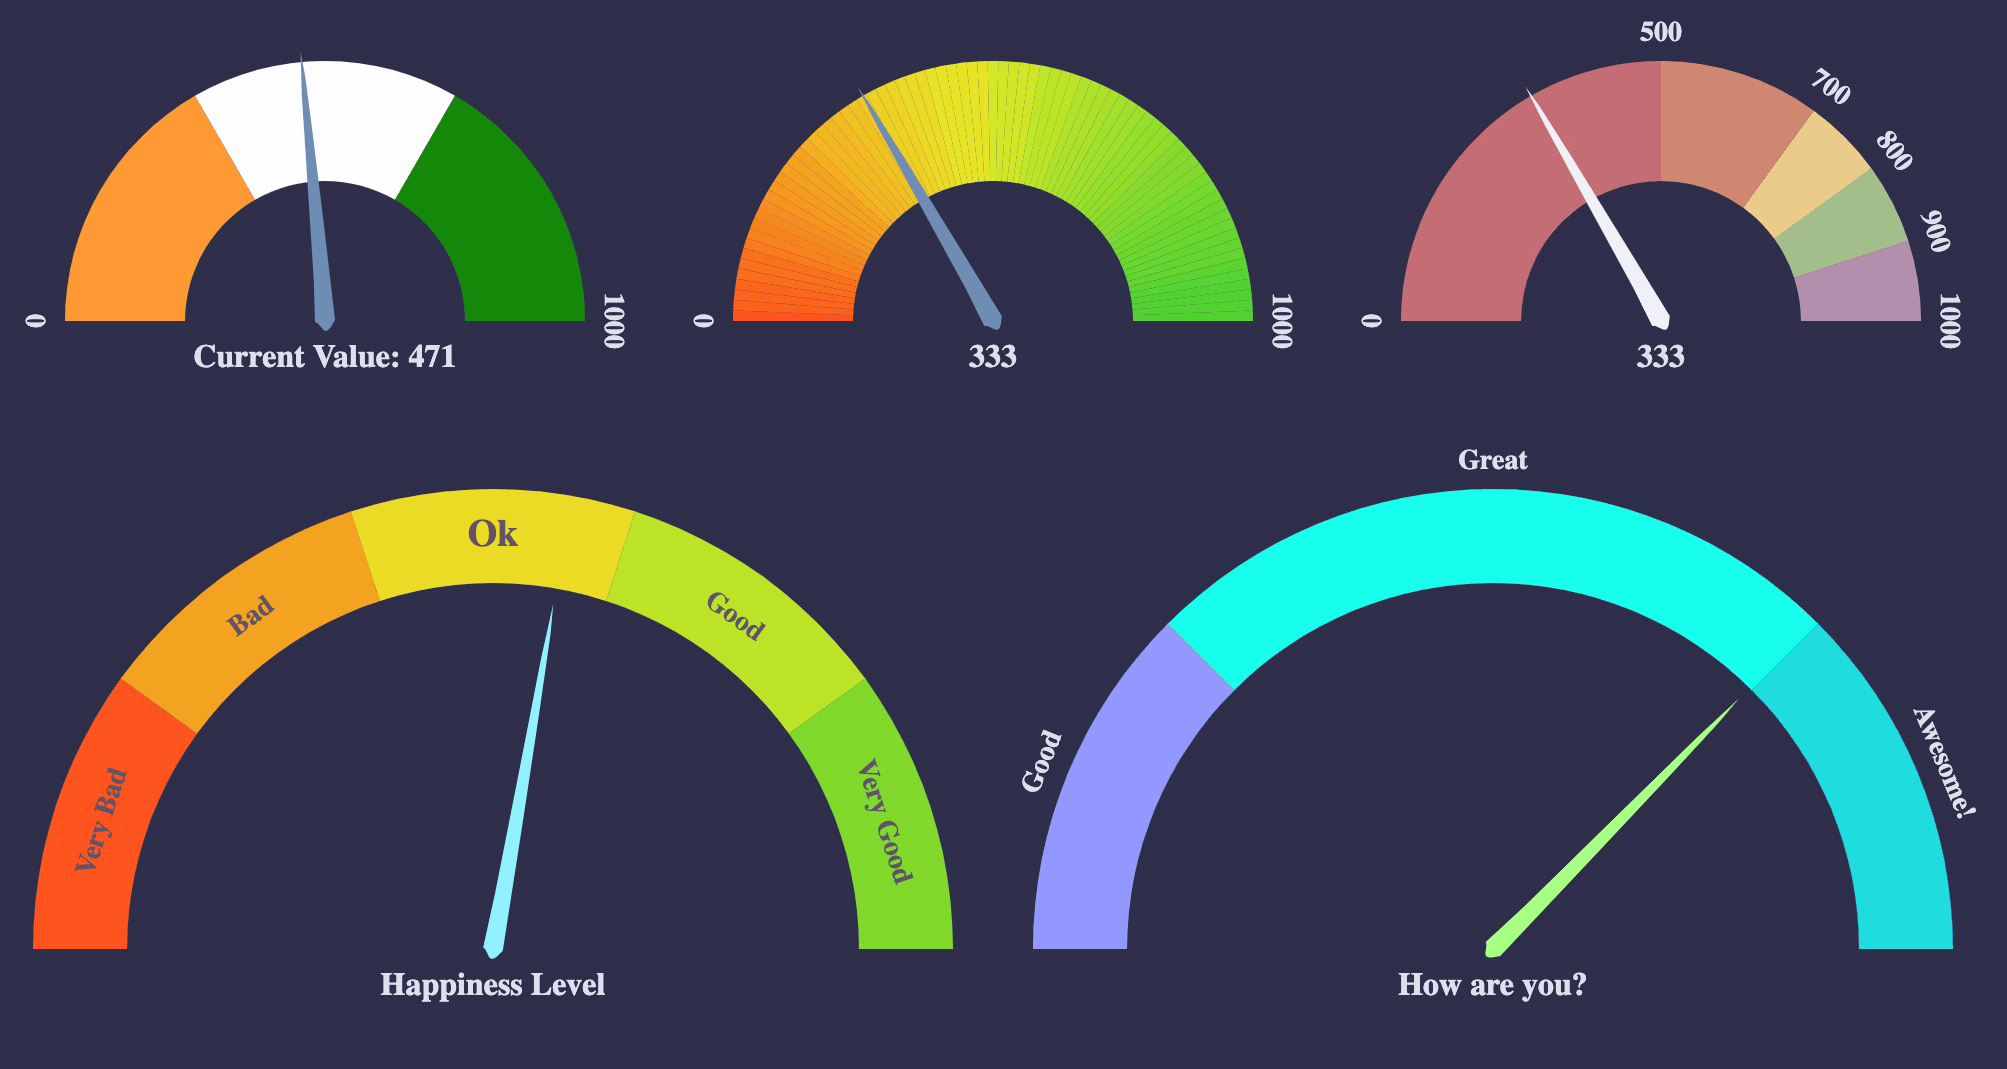 0
1000
Current Value: 471
0
1000
333
0
500
700
800
900
1000
333
Very Bad
Bad
Ok
Good
Very Good
Happiness Level
Good
Great
Awesome!
How are you?